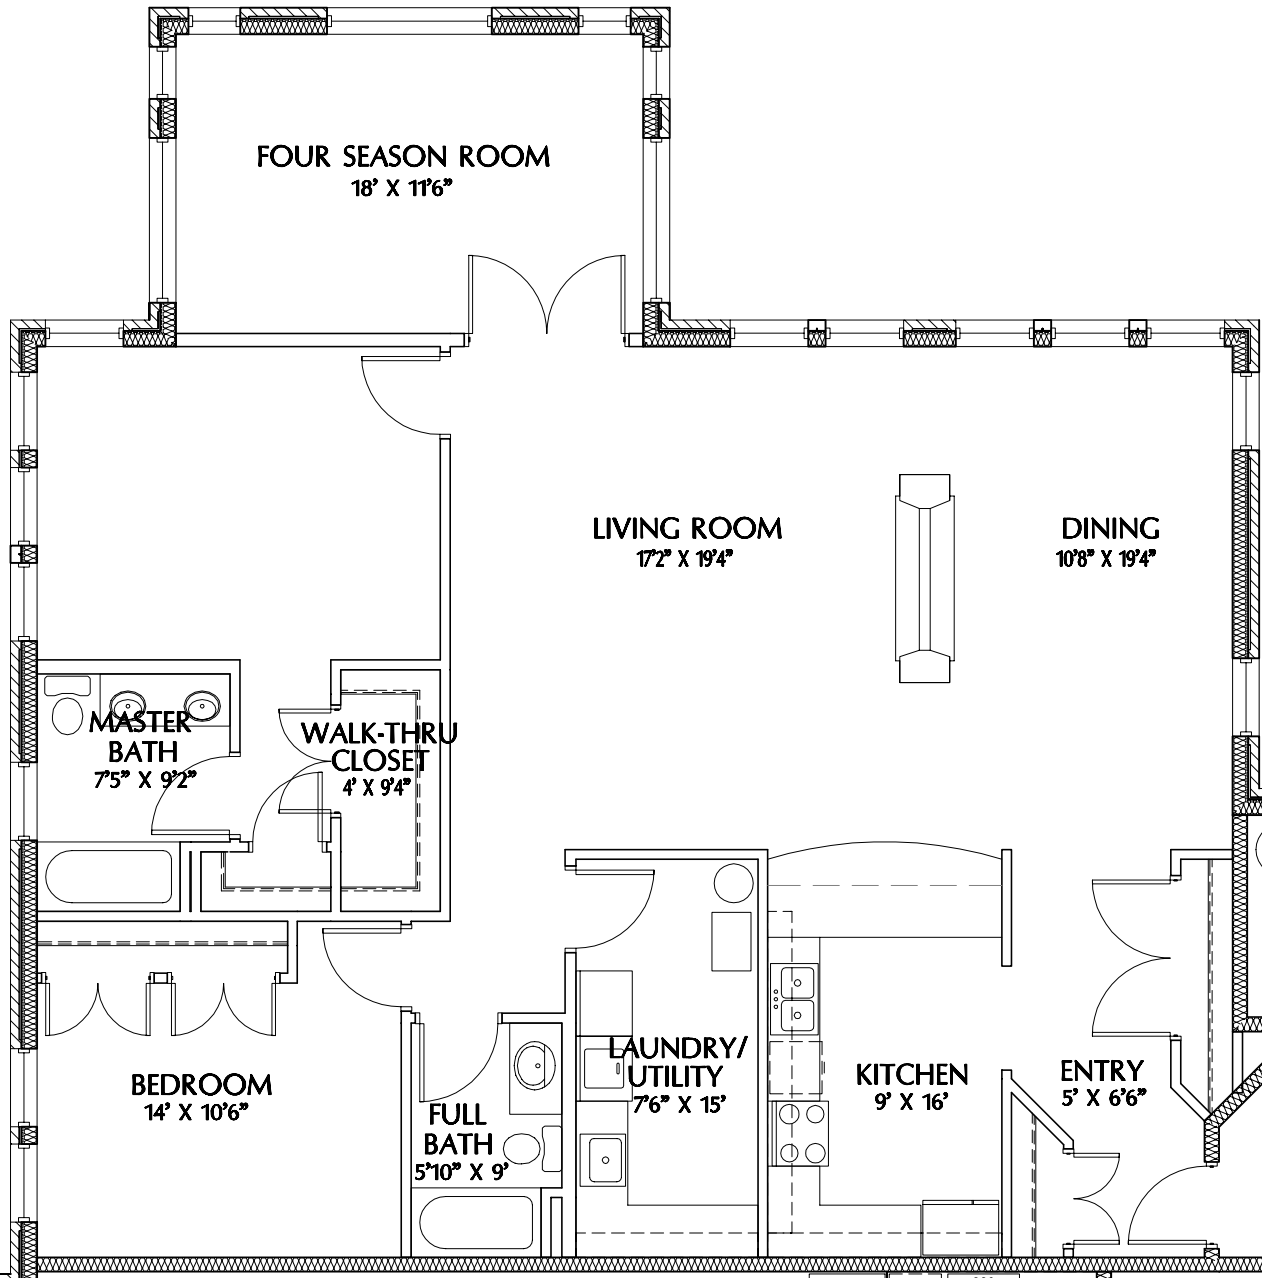 FOUR SEASON ROOM
18' X 11'6"
LIVING ROOM
17'2" X 19'4"
DINING
10'8" X 19'4"
MASTER
BATH
7'5" X 9'2"
WALK-THRU
CLOSET
4' X 9'4"
BEDROOM
14' X 10'6"
FULL
BATH
5'10" X 9'
LAUNDRY/
UTILITY
7'6" X 15'
KITCHEN
9' X 16'
ENTRY
5' X 6'6"